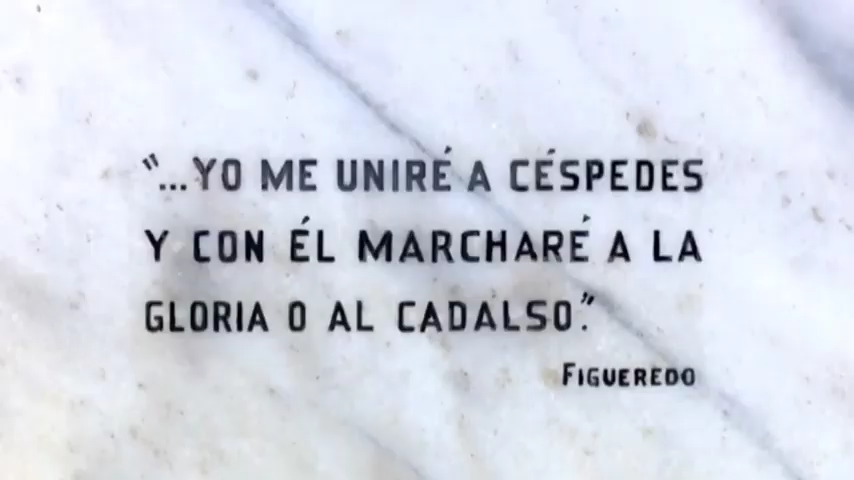 "...YO ME UNIRÉ A CÉSPEDES
Y CON ÉL MARCHARÉ A LA
GLORIA O AL CADALSO".
FIGUEREDO